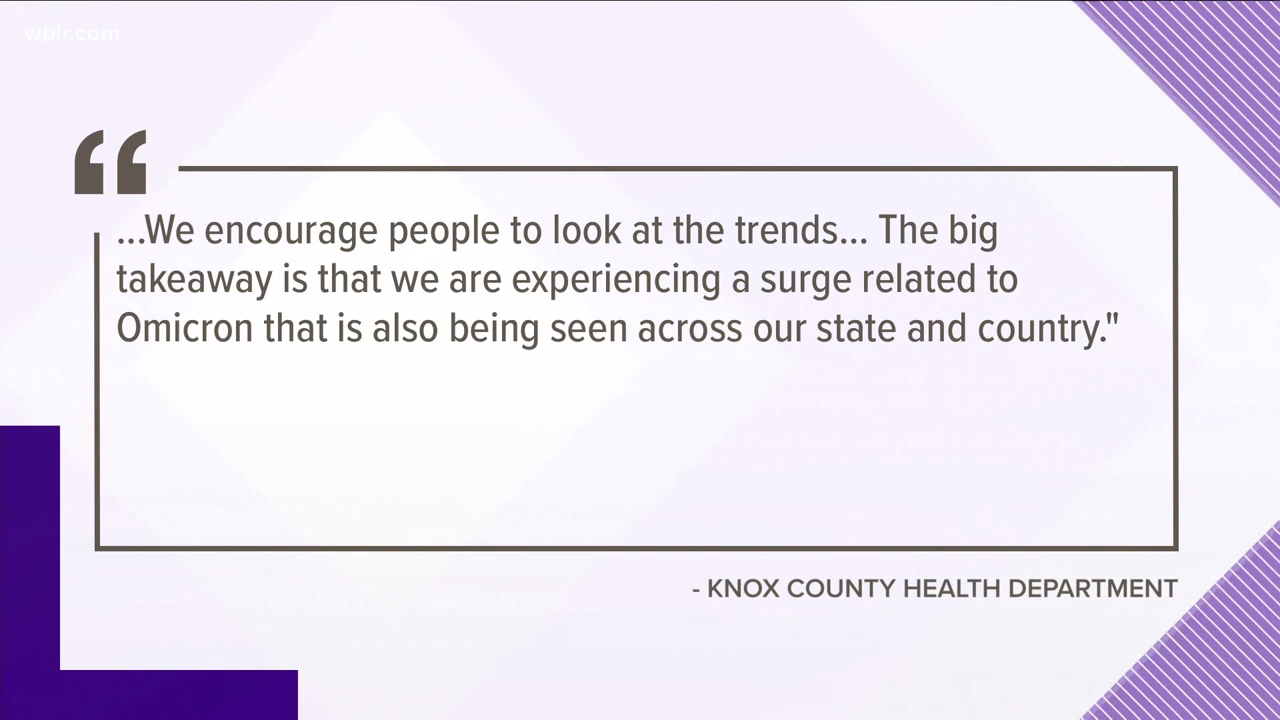 wbir.com
“
...We encourage people to look at the trends... The big
takeaway is that we are experiencing a surge related to
Omicron that is also being seen across our state and country."
- KNOX COUNTY HEALTH DEPARTMENT